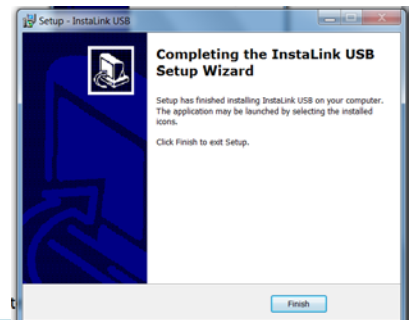 Setup - InstaLink USB
Completing the InstaLink USB
Setup Wizard
Setup has finished installing InstaLink USB on your computer.
The application may be launched by selecting the installed
icons.
Click Finish to exit Setup.
Finish